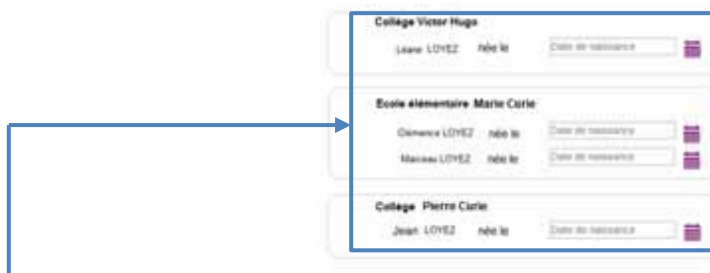 Collège Victor Hugo
Léane LOYEZ née le Date de naissance
Ecole élémentaire Marie Curie
Clémence LOYEZ née le Date de naissance
Marceau LOYEZ née le Date de naissance
Collège Pierre Curie
Jean LOYEZ née le Date de naissance